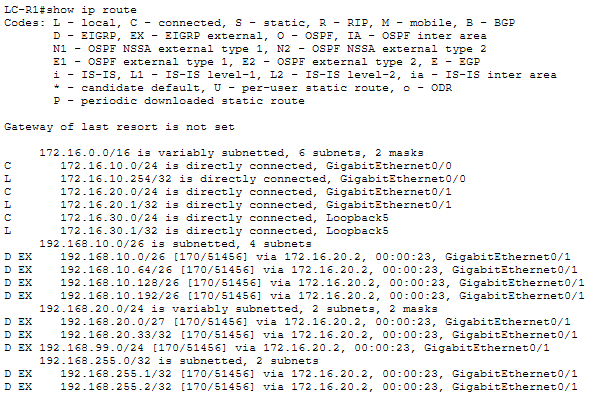 LC-R1#show ip route
Codes: L - local, C - connected, S - static, R - RIP, M - mobile, B - BGP
D - EIGRP, EX - EIGRP external, O - OSPF, IA - OSPF inter area
N1 - OSPF NSSA external type 1, N2 - OSPF NSSA external type 2
E1 - OSPF external type 1, E2 - OSPF external type 2, E - EGP
i - IS-IS, L1 - IS-IS level-1, L2 - IS-IS level-2, ia - IS-IS inter area
* - candidate default, U - per-user static route, o - ODR
P - periodic downloaded static route
Gateway of last resort is not set
172.16.0.0/16 is variably subnetted, 6 subnets, 2 masks
C 172.16.10.0/24 is directly connected, GigabitEthernet0/0
L 172.16.10.254/32 is directly connected, GigabitEthernet0/0
C 172.16.20.0/24 is directly connected, GigabitEthernet0/1
L 172.16.20.1/32 is directly connected, GigabitEthernet0/1
C 172.16.30.0/24 is directly connected, Loopback5
L 172.16.30.1/32 is directly connected, Loopback5
192.168.10.0/26 is subnetted, 4 subnets
D EX 192.168.10.0/26 [170/51456] via 172.16.20.2, 00:00:23, GigabitEthernet0/1
D EX 192.168.10.64/26 [170/51456] via 172.16.20.2, 00:00:23, GigabitEthernet0/1
D EX 192.168.10.128/26 [170/51456] via 172.16.20.2, 00:00:23, GigabitEthernet0/1
D EX 192.168.10.192/26 [170/51456] via 172.16.20.2, 00:00:23, GigabitEthernet0/1
192.168.20.0/24 is variably subnetted, 2 subnets, 2 masks
D EX 192.168.20.0/27 [170/51456] via 172.16.20.2, 00:00:23, GigabitEthernet0/1
D EX 192.168.20.33/32 [170/51456] via 172.16.20.2, 00:00:23, GigabitEthernet0/1
D EX 192.168.99.0/24 [170/51456] via 172.16.20.2, 00:00:23, GigabitEthernet0/1
192.168.255.0/32 is subnetted, 2 subnets
D EX 192.168.255.1/32 [170/51456] via 172.16.20.2, 00:00:23, GigabitEthernet0/1
D EX 192.168.255.2/32 [170/51456] via 172.16.20.2, 00:00:23, GigabitEthernet0/1